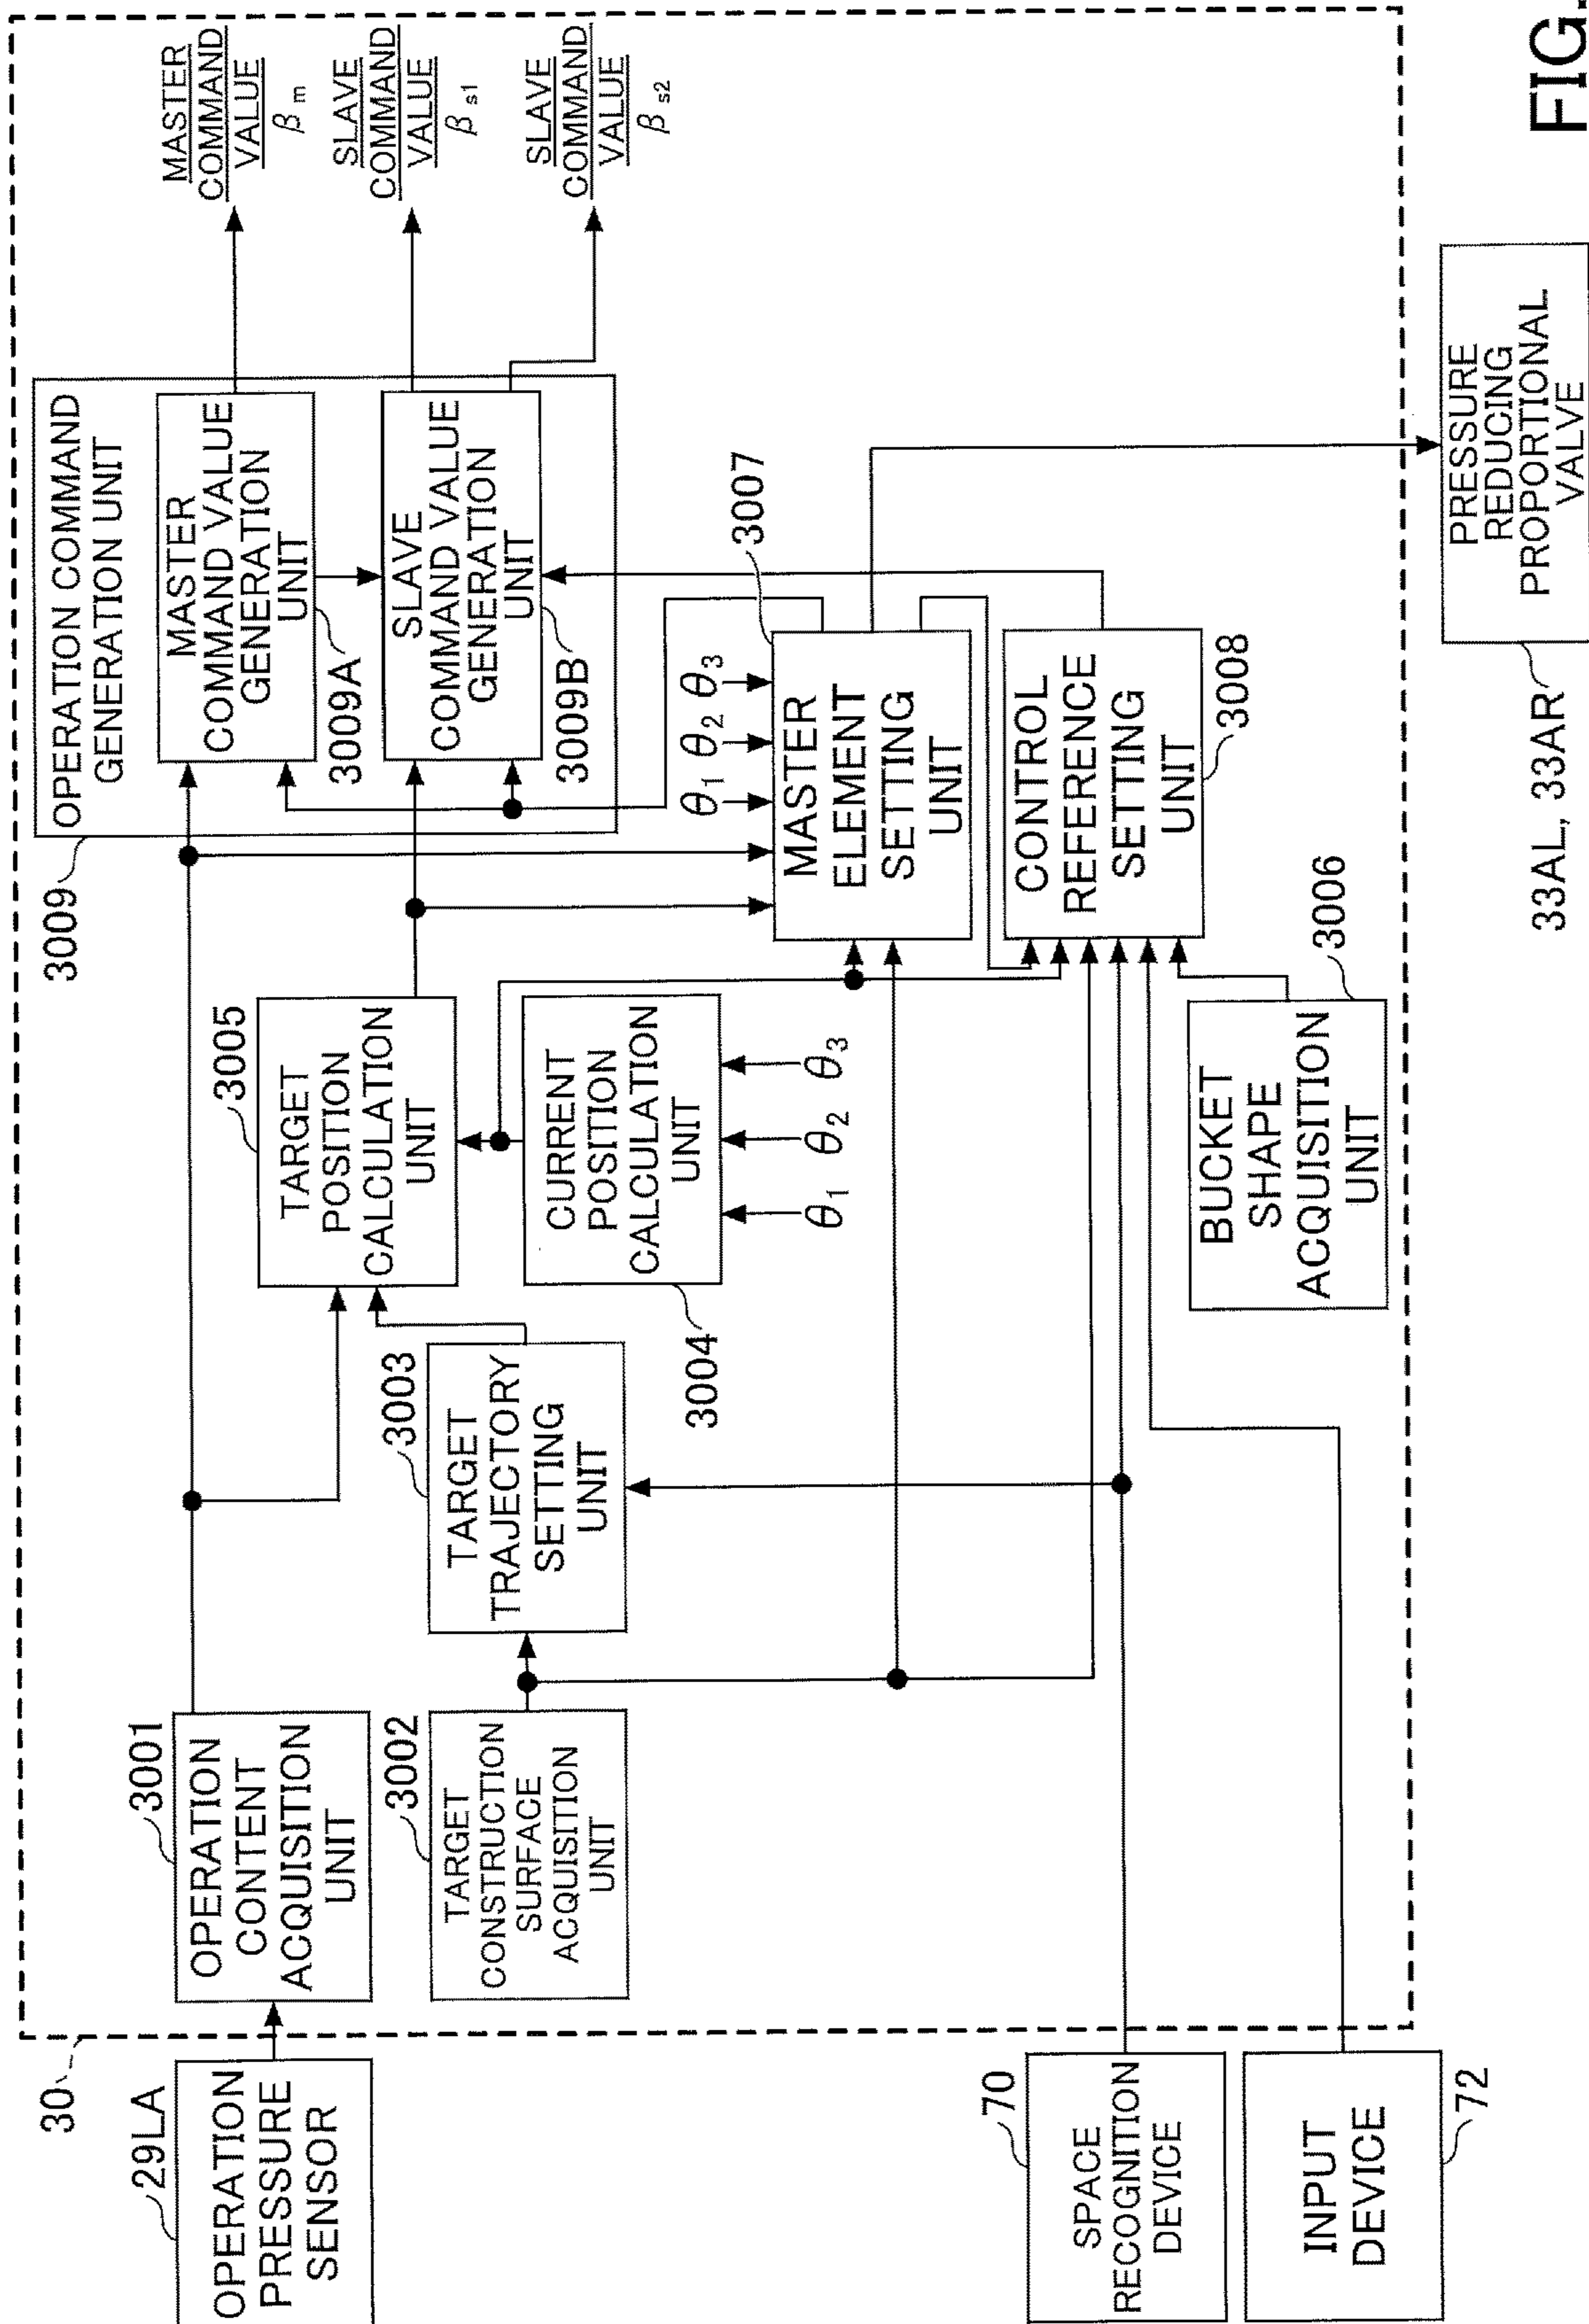 30
29LA
OPERATION
PRESSURE
SENSOR
3001
OPERATION
CONTENT
ACQUISITION
UNIT
3002
TARGET
CONSTRUCTION
SURFACE
ACQUISITION
UNIT
3003
TARGET
TRAJECTORY
SETTING
UNIT
3005
TARGET
POSITION
CALCULATION
UNIT
CURRENT
POSITION
CALCULATION
UNIT
3004
θ1 θ2 θ3
3009
OPERATION COMMAND
GENERATION UNIT
MASTER
COMMAND VALUE
GENERATION
UNIT
3009A
SLAVE
COMMAND VALUE
GENERATION
UNIT
3009B
MASTER
COMMAND
VALUE
βm
SLAVE
COMMAND
VALUE
βs1
SLAVE
COMMAND
VALUE
βs2
θ1 θ2 θ3
3007
MASTER
ELEMENT
SETTING
UNIT
CONTROL
REFERENCE
SETTING
UNIT
3008
3006
BUCKET
SHAPE
ACQUISITION
UNIT
70
SPACE
RECOGNITION
DEVICE
INPUT
DEVICE
72
PRESSURE
REDUCING
PROPORTIONAL
VALVE
33AL, 33AR
FIG.